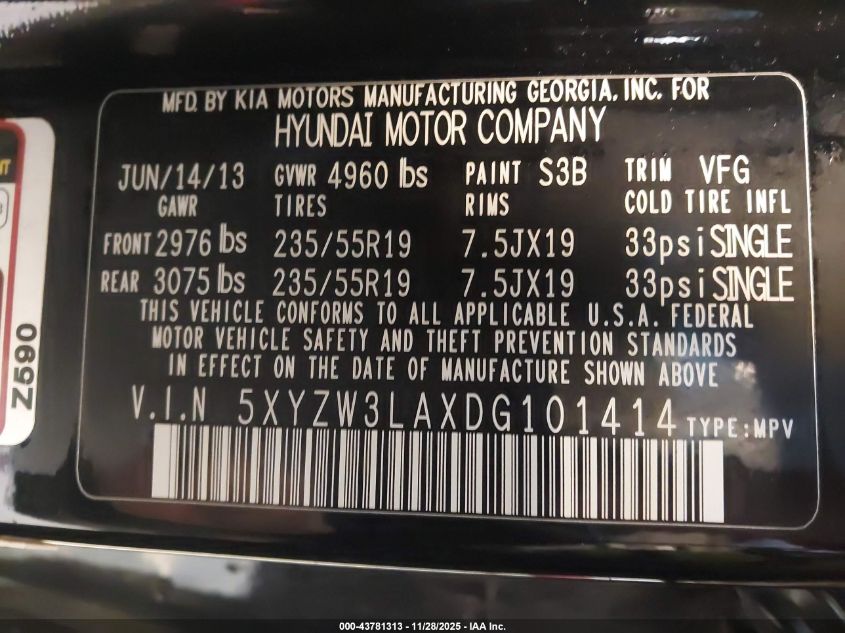 MFD. BY KIA MOTORS MANUFACTURING GEORGIA, INC. FOR
HYUNDAI MOTOR COMPANY
JUN/14/13 GVWR 4960 lbs PAINT S3B TRIM VFG
GAWR TIRES RIMS COLD TIRE INFL
FRONT 2976 lbs 235/55R19 7.5JX19 33psi SINGLE
REAR 3075 lbs 235/55R19 7.5JX19 33psi SINGLE
THIS VEHICLE CONFORMS TO ALL APPLICABLE U.S.A. FEDERAL
MOTOR VEHICLE SAFETY AND THEFT PREVENTION STANDARDS
IN EFFECT ON THE DATE OF MANUFACTURE SHOWN ABOVE
V.I.N 5XYZW3LAXDG101414 TYPE:MPV
Z590
000-43781313 - 11/28/2025 - IAA Inc.